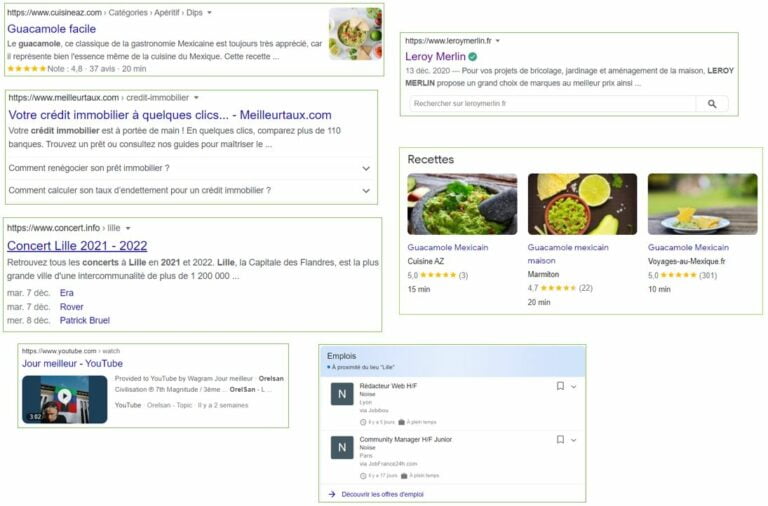 https://www.cuisineaz.com › Catégories › Apéritif › Dips
Guacamole facile
Le guacamole, ce classique de la gastronomie Mexicaine est toujours très apprécié, car
il représente bien l'essence même de la cuisine du Mexique. Cette recette ...
★★★★★ Note : 4,8 · 37 avis · 20 min
https://www.meilleurtaux.com › credit-immobilier
Votre crédit immobilier à quelques clics... - Meilleurtaux.com
Votre crédit immobilier est à portée de main ! En quelques clics, comparez plus de 110
banques. Trouvez un prêt ou consultez nos guides pour maîtriser le ...
Comment renégocier son prêt immobilier ?
Comment calculer son taux d'endettement pour un crédit immobilier ?
https://www.concert.info › lille
Concert Lille 2021 - 2022
Retrouvez tous les concerts à Lille en 2021 et 2022. Lille, la Capitale des Flandres, est la plus
grande ville d'une intercommunalité de plus de 1 200 000 ...
mar. 7 déc. Era
mar. 7 déc. Rover
mer. 8 déc. Patrick Bruel
https://www.youtube.com › watch
Jour meilleur - YouTube
Provided to YouTube by Wagram Jour meilleur · Orelsan
Civilisation ® 7th Magnitude / 3ème ... OrelSan - L ...
YouTube · Orelsan - Topic · Il y a 2 semaines
3:02
https://www.leroymerlin.fr
Leroy Merlin
13 déc. 2020 — Pour vos projets de bricolage, jardinage et aménagement de la maison, LEROY
MERLIN propose un grand choix de marques au meilleur prix ainsi ...
Rechercher sur leroymerlin.fr
Recettes
Guacamole Mexicain
Cuisine AZ
5,0 ★★★★★ (3)
15 min
Guacamole mexicain
maison
Marmiton
4,7 ★★★★★ (22)
20 min
Guacamole Mexicain
Voyages-au-Mexique.fr
5,0 ★★★★★ (301)
10 min
Emplois
À proximité du lieu "Lille"
N
Rédacteur Web H/F
Noise
Lyon
via Jobibou
il y a 5 jours À plein temps
N
Community Manager H/F Junior
Noise
Paris
via JobFrance24h.com
il y a 17 jours À plein temps
→ Découvrir les offres d'emploi